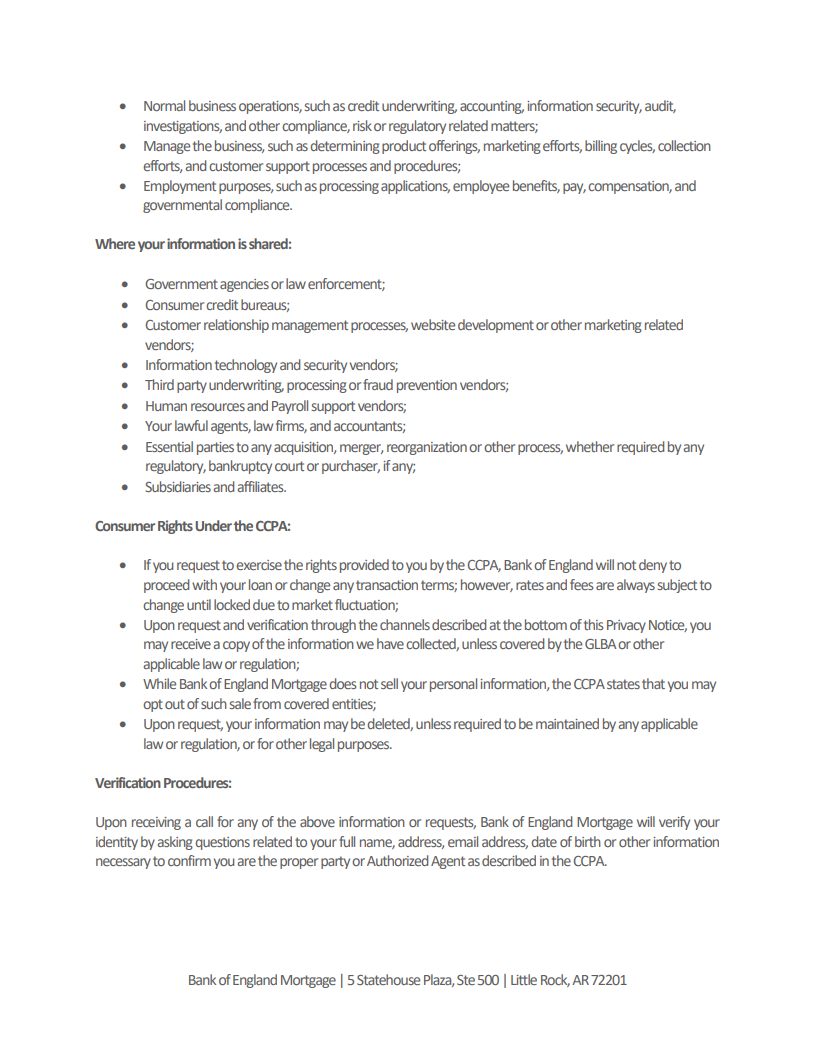 • Normal business operations, such as credit underwriting, accounting, information security, audit,
investigations, and other compliance, risk or regulatory related matters;
• Manage the business, such as determining product offerings, marketing efforts, billing cycles, collection
efforts, and customer support processes and procedures;
• Employment purposes, such as processing applications, employee benefits, pay, compensation, and
governmental compliance.
Where your information is shared:
• Government agencies or law enforcement;
• Consumer credit bureaus;
• Customer relationship management processes, website development or other marketing related
vendors;
• Information technology and security vendors;
• Third party underwriting, processing or fraud prevention vendors;
• Human resources and Payroll support vendors;
• Your lawful agents, law firms, and accountants;
• Essential parties to any acquisition, merger, reorganization or other process, whether required by any
regulatory, bankruptcy court or purchaser, if any;
• Subsidiaries and affiliates.
Consumer Rights Under the CCPA:
• If you request to exercise the rights provided to you by the CCPA, Bank of England will not deny to
proceed with your loan or change any transaction terms; however, rates and fees are always subject to
change until locked due to market fluctuation;
• Upon request and verification through the channels described at the bottom of this Privacy Notice, you
may receive a copy of the information we have collected, unless covered by the GLBA or other
applicable law or regulation;
• While Bank of England Mortgage does not sell your personal information, the CCPA states that you may
opt out of such sale from covered entities;
• Upon request, your information may be deleted, unless required to be maintained by any applicable
law or regulation, or for other legal purposes.
Verification Procedures:
Upon receiving a call for any of the above information or requests, Bank of England Mortgage will verify your
identity by asking questions related to your full name, address, email address, date of birth or other information
necessary to confirm you are the proper party or Authorized Agent as described in the CCPA.
Bank of England Mortgage | 5 Statehouse Plaza, Ste 500 | Little Rock, AR 72201